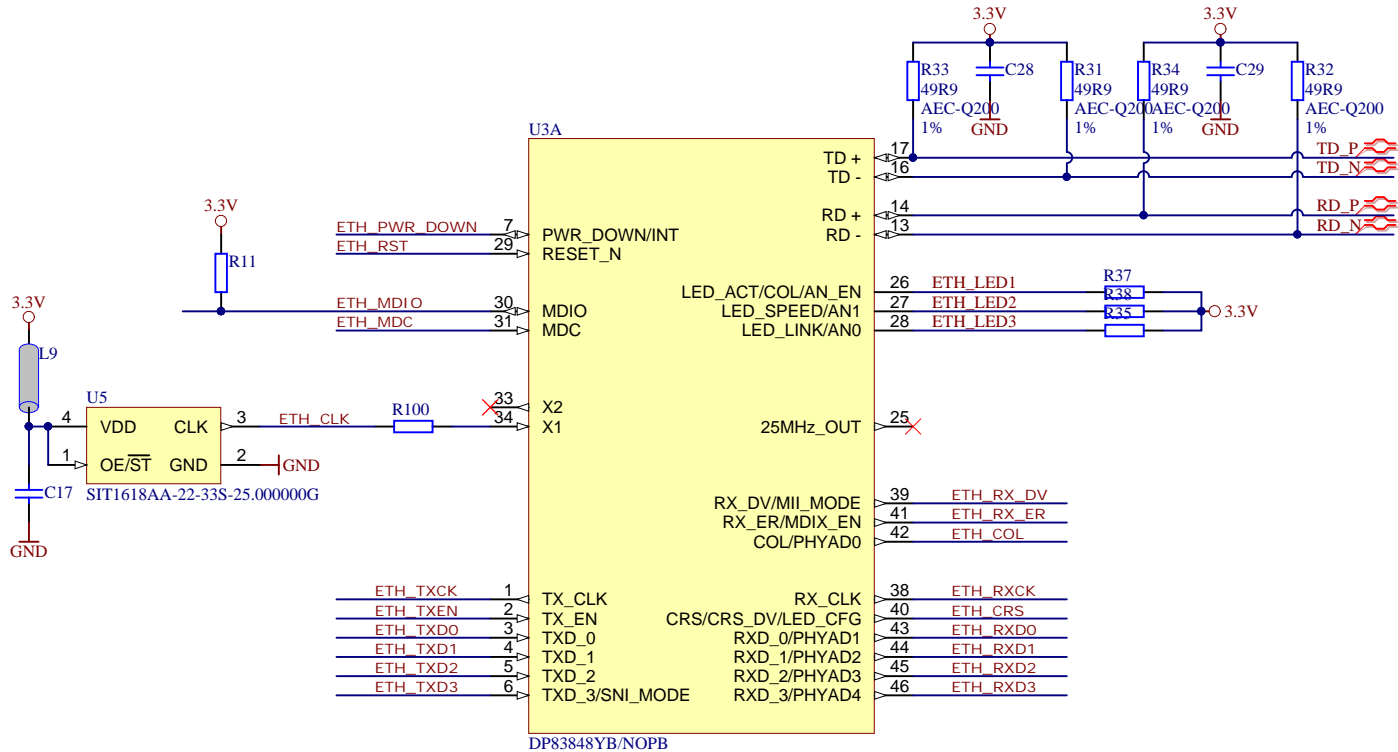 3.3V
3.3V
R33
49R9
AEC-Q200
1%
C28
GND
R31
49R9
AEC-Q200
1%
R34
49R9
AEC-Q200
1%
C29
GND
R32
49R9
AEC-Q200
1%
U3A
TD + 17 TD_P
TD - 16 TD_N
RD + 14 RD_P
RD - 13 RD_N
3.3V
R11
ETH_PWR_DOWN 7 PWR_DOWN/INT
ETH_RST 29 RESET_N
ETH_MDIO 30 MDIO
ETH_MDC 31 MDC
LED_ACT/COL/AN_EN 26 ETH_LED1 R37
LED_SPEED/AN1 27 ETH_LED2 R38 3.3V
LED_LINK/AN0 28 ETH_LED3 R35
3.3V
L9
U5
33 X2
4 VDD CLK 3 ETH_CLK R100 34 X1
25MHz_OUT 25
1 OE/ST GND 2 GND
SIT1618AA-22-33S-25.000000G
C17
GND
RX_DV/MII_MODE 39 ETH_RX_DV
RX_ER/MDIX_EN 41 ETH_RX_ER
COL/PHYAD0 42 ETH_COL
ETH_TXCK 1 TX_CLK
ETH_TXEN 2 TX_EN
ETH_TXD0 3 TXD_0
ETH_TXD1 4 TXD_1
ETH_TXD2 5 TXD_2
ETH_TXD3 6 TXD_3/SNI_MODE
RX_CLK 38 ETH_RXCK
CRS/CRS_DV/LED_CFG 40 ETH_CRS
RXD_0/PHYAD1 43 ETH_RXD0
RXD_1/PHYAD2 44 ETH_RXD1
RXD_2/PHYAD3 45 ETH_RXD2
RXD_3/PHYAD4 46 ETH_RXD3
DP83848YB/NOPB